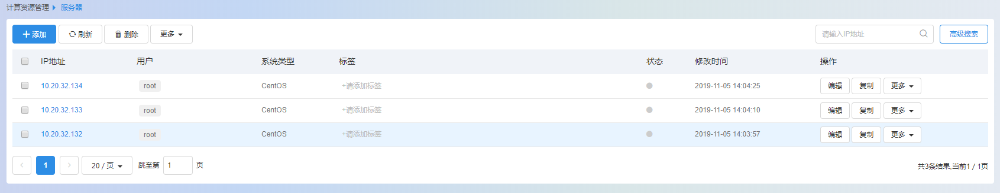 计算资源管理 服务器
添加 刷新 删除 更多 请输入IP地址 高级搜索
IP地址 用户 系统类型 标签 状态 修改时间 操作
10.20.32.134 root CentOS +请添加标签 2019-11-05 14:04:25 编辑 复制 更多
10.20.32.133 root CentOS +请添加标签 2019-11-05 14:04:10 编辑 复制 更多
10.20.32.132 root CentOS +请添加标签 2019-11-05 14:03:57 编辑 复制 更多
1 20 / 页 跳至第 1 页 共3条结果,当前1 / 1页